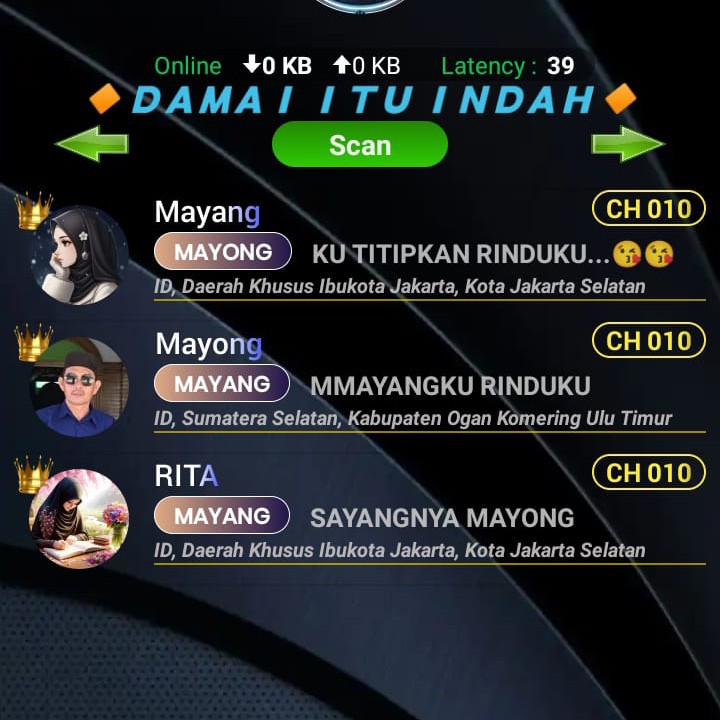 Online 0 KB 0 KB Latency : 39
DAMAI ITU INDAH
Scan
Mayang CH 010
MAYONG KU TITIPKAN RINDUKU...😘😘
ID, Daerah Khusus Ibukota Jakarta, Kota Jakarta Selatan
Mayong CH 010
MAYANG MMAYANGKU RINDUKU
ID, Sumatera Selatan, Kabupaten Ogan Komering Ulu Timur
RITA CH 010
MAYANG SAYANGNYA MAYONG
ID, Daerah Khusus Ibukota Jakarta, Kota Jakarta Selatan